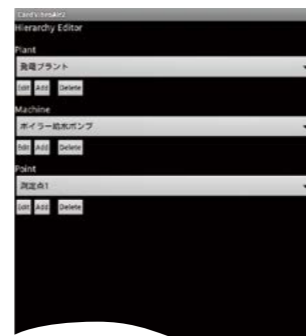 CardVibroAir2
Hierarchy Editor
Plant
発電プラント
Edit Add Delete
Machine
ボイラー給水ポンプ
Edit Add Delete
Point
測定点1
Edit Add Delete